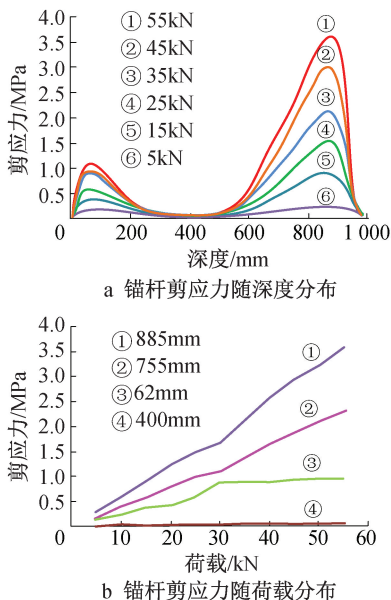 剪应力/MPa
4.0
3.5
3.0
2.5
2.0
1.5
1.0
0.5
0
200
400
600
800
1 000
① 55kN
② 45kN
③ 35kN
④ 25kN
⑤ 15kN
⑥ 5kN
①
②
③
④
⑤
⑥
深度/mm
a 锚杆剪应力随深度分布
剪应力/MPa
4.0
3.5
3.0
2.5
2.0
1.5
1.0
0.5
0
10
20
30
40
50
60
① 885mm
② 755mm
③ 62mm
④ 400mm
①
②
③
④
荷载/kN
b 锚杆剪应力随荷载分布